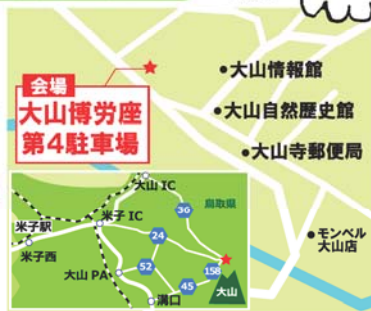 会場
大山博労座
第4駐車場
•大山情報館
•大山自然歴史館
•大山寺郵便局
•モンベル
大山店
大山IC
鳥取県
36
米子駅
米子IC
24
米子西
52
大山PA
158
45
大山
溝口